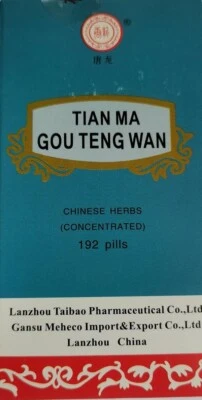 TIAN MA
GOU TENG WAN
CHINESE HERBS
(CONCENTRATED)
192 pills
Lanzhou Taibao Pharmaceutical Co.,Ltd
Gansu Meheco Import&Export Co.,Ltd
Lanzhou China